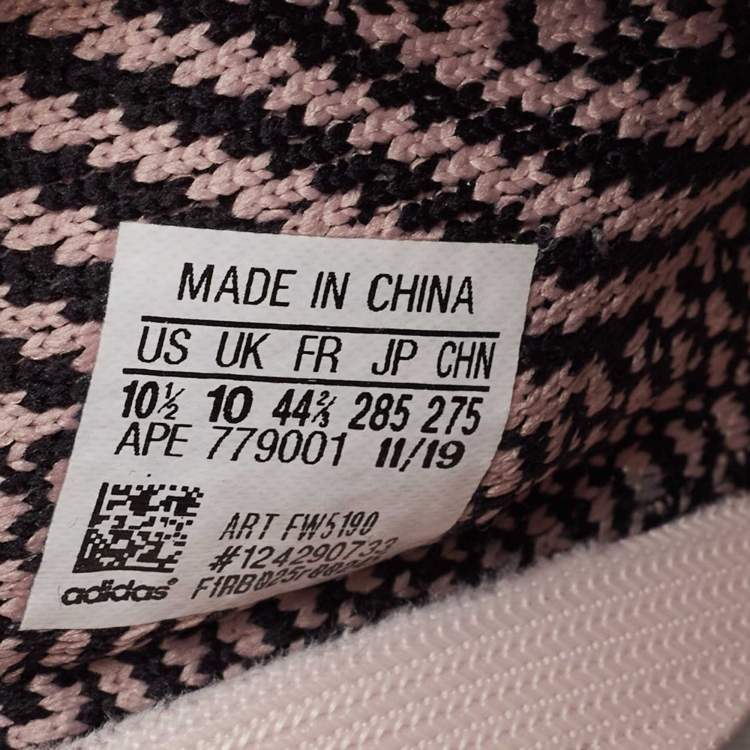 MADE IN CHINA
US UK FR JP CHN
10½ 10 44⅔ 285 275
APE 779001 11/19
ART FW5190
#124290733
adidas®